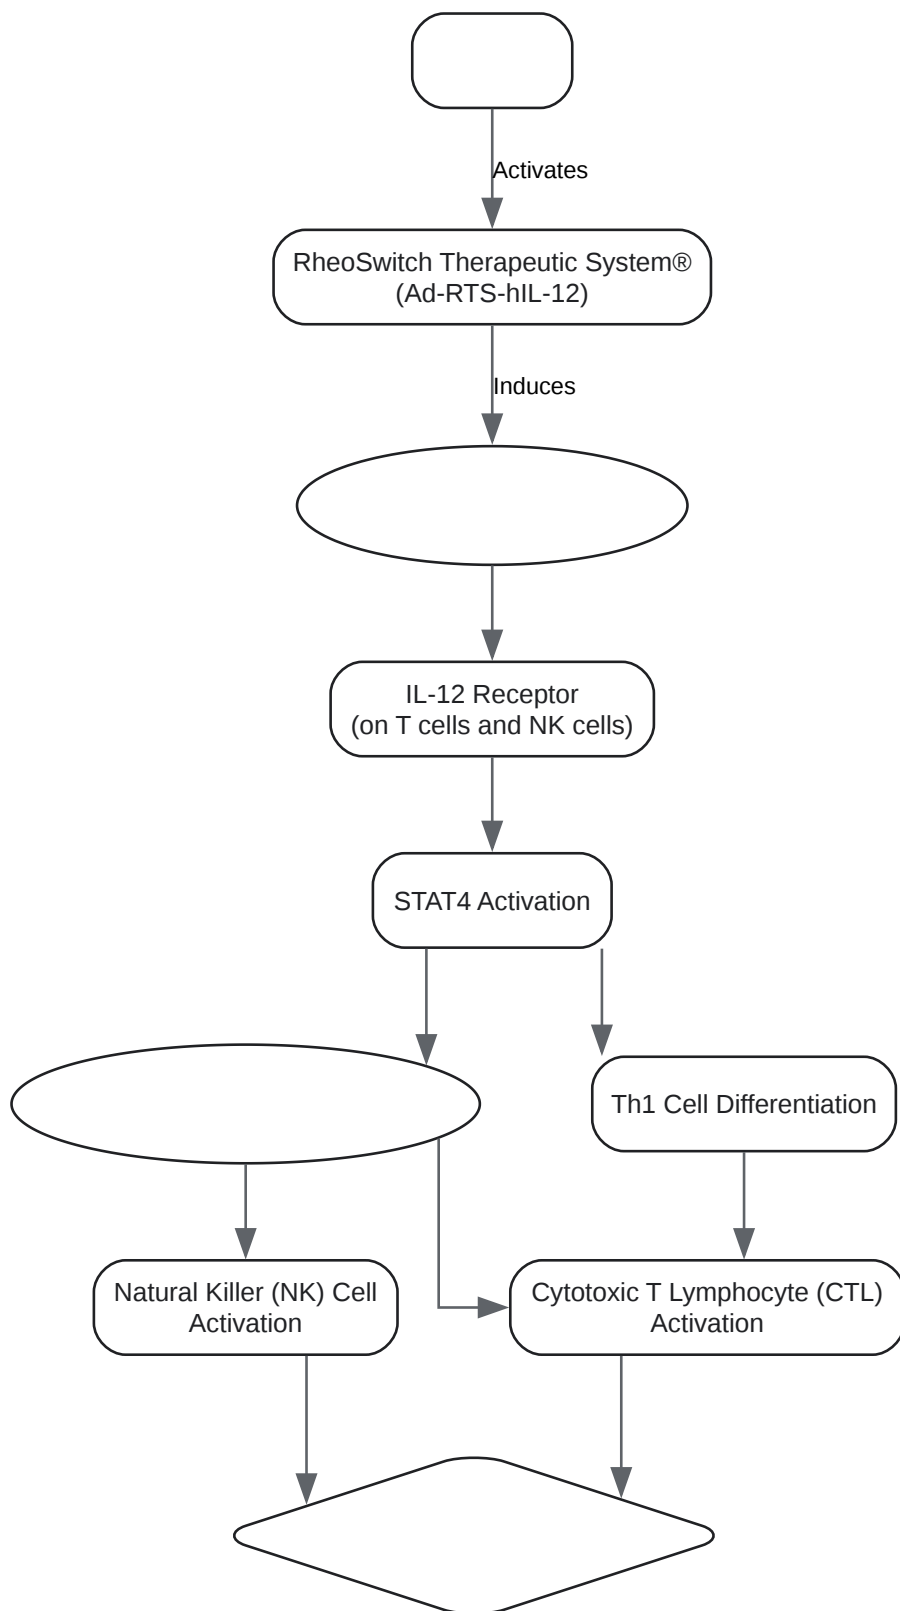 Activates
RheoSwitch Therapeutic System®
(Ad-RTS-hIL-12)
Induces
IL-12 Receptor
(on T cells and NK cells)
STAT4 Activation
Th1 Cell Differentiation
Natural Killer (NK) Cell
Activation
Cytotoxic T Lymphocyte (CTL)
Activation